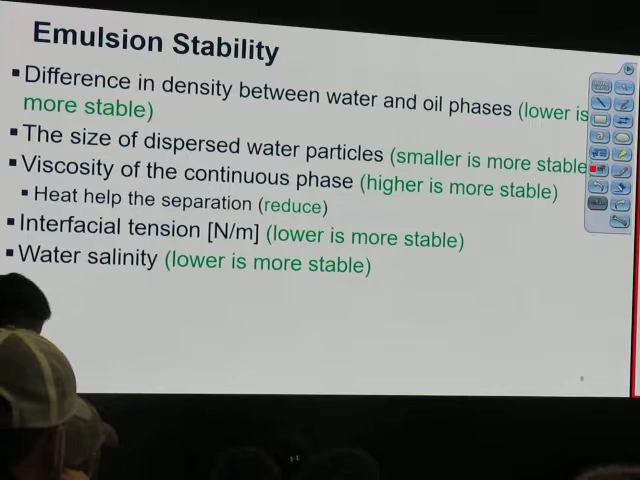 Emulsion Stability
▪ Difference in density between water and oil phases (lower is
more stable)
▪ The size of dispersed water particles (smaller is more stable
▪ Viscosity of the continuous phase (higher is more stable)
▪ Heat help the separation (reduce)
▪ Interfacial tension [N/m] (lower is more stable)
▪ Water salinity (lower is more stable)